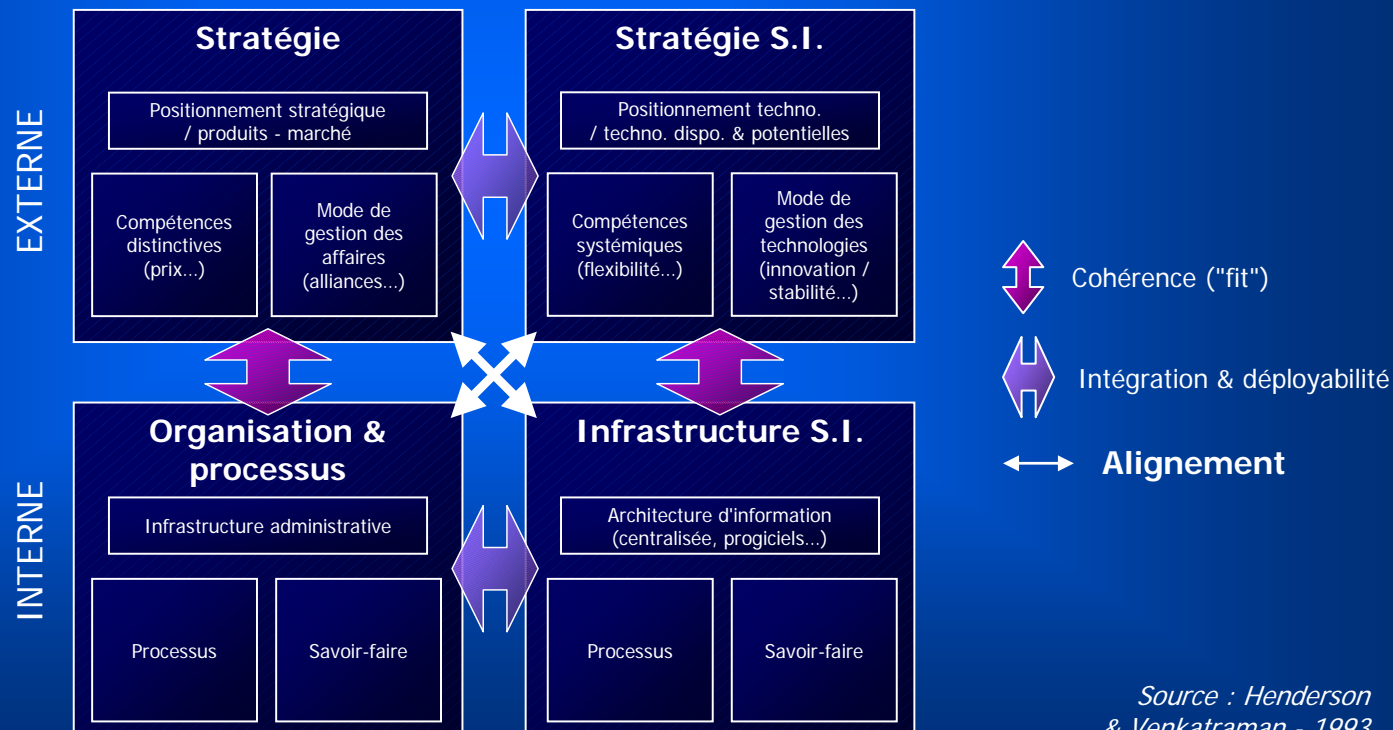 Stratégie
Stratégie S.I.
EXTERNE
Positionnement stratégique
/ produits - marché
Positionnement techno.
/ techno. dispo. & potentielles
Compétences
distinctives
(prix...)
Mode de
gestion des
affaires
(alliances...)
Compétences
systémiques
(flexibilité...)
Mode de
gestion des
technologies
(innovation /
stabilité...)
Cohérence ("fit")
Intégration & déployabilité
Alignement
INTERNE
Organisation &
processus
Infrastructure S.I.
Infrastructure administrative
Architecture d'information
(centralisée, progiciels...)
Processus
Savoir-faire
Processus
Savoir-faire
Source : Henderson
& Venkatraman - 1993